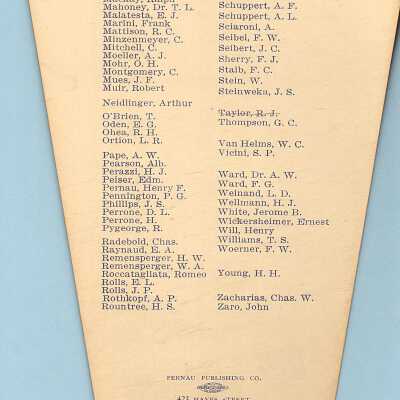 Mahoney, Dr. T. L.
Malatesta, E. J.
Marini, Frank
Mattison, R. C.
Minzenmeyer, C.
Mitchell, C.
Moeller, A. J.
Mohr, O. H.
Montgomery, C.
Mues, J. F.
Muir, Robert
Neidlinger, Arthur
O'Brien, T.
Oden, E. G.
Ohea, R. H.
Ortion, L. R.
Pape, A. W.
Pearson, Alb.
Perazzi, H. J.
Peiser, Edm.
Pernau, Henry F.
Pennington, P. G.
Phillips, J. S.
Perrone, D. L.
Perrone, H.
Pygeorge, R.
Radebold, Chas.
Raynaud, E. A.
Remensperger, H. W.
Remensperger, W. A.
Roccatagliata, Romeo
Rolls, E. L.
Rolls, J. P.
Rothkopf, A. P.
Rountree, H. S.
Schuppert, A. F.
Schuppert, A. L.
Sciaroni, A.
Seibel, F. W.
Seibert, J. C.
Sherry, F. J.
Staib, F. C.
Stein, W.
Steinweka, J. S.
Taylor, R. J.
Thompson, G. C.
Van Helms, W. C.
Vicini, S. P.
Ward, Dr. A. W.
Ward, F. G.
Weinand, L. D.
Wellmann, H. J.
White, Jerome B.
Wickersheimer, Ernest
Will, Henry
Williams, T. S.
Woerner, F. W.
Young, H. H.
Zacharias, Chas. W.
Zaro, John
PERNAU PUBLISHING CO.
423 HAYES STREET